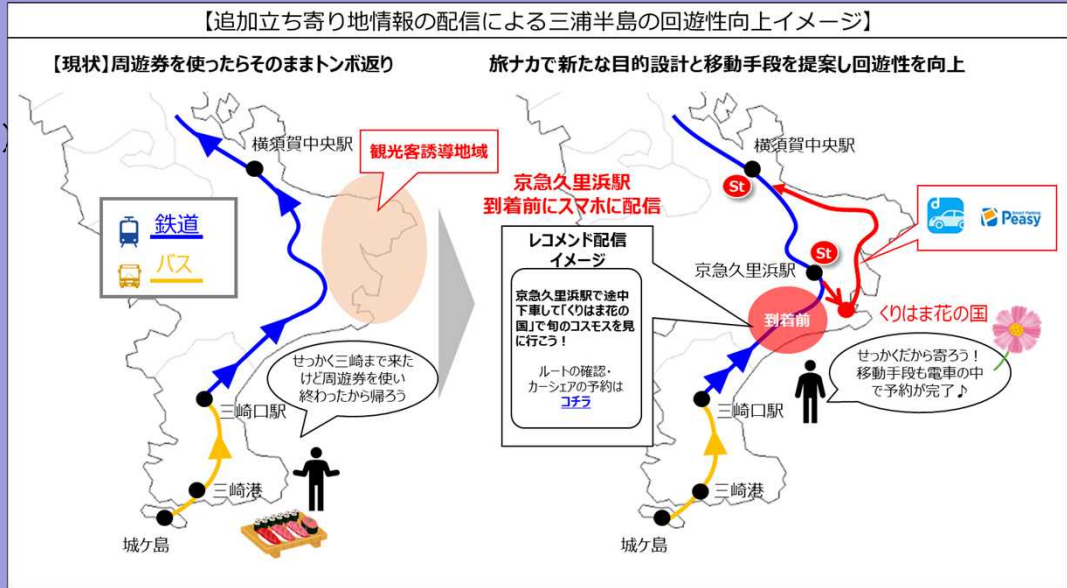 【追加立ち寄り地情報の配信による三浦半島の回遊性向上イメージ】
【現状】周遊券を使ったらそのままトンボ返り
横須賀中央駅
観光客誘導地域
鉄道
バス
せっかく三崎まで来た
けど周遊券を使い
終わったから帰ろう
三崎口駅
三崎港
城ケ島
旅ナカで新たな目的設計と移動手段を提案し回遊性を向上
横須賀中央駅
St
京急久里浜駅
到着前にスマホに配信
d
Smart Parking
Peasy
レコメンド配信
イメージ
京急久里浜駅で途中
下車して「くりはま花の
国」で旬のコスモスを見
に行こう！
ルートの確認・
カーシェアの予約は
コチラ
St
京急久里浜駅
到着前
くりはま花の国
せっかくだから寄ろう！
移動手段も電車の中
で予約が完了♪
三崎口駅
三崎港
城ケ島